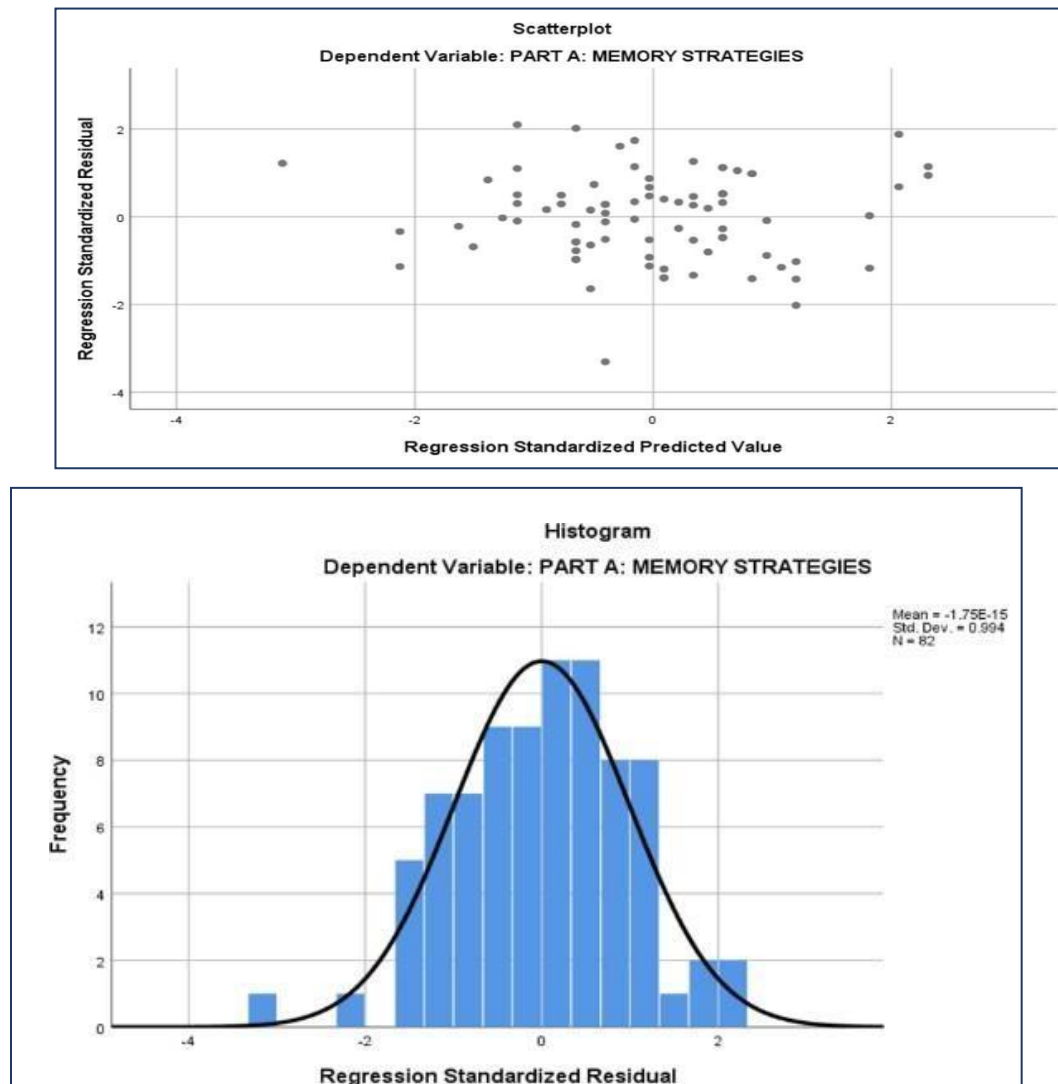 Scatterplot
Dependent Variable: PART A: MEMORY STRATEGIES
Regression Standardized Residual
2
0
-2
-4
-4
-2
0
2
Regression Standardized Predicted Value
Histogram
Dependent Variable: PART A: MEMORY STRATEGIES
Mean = -1.75E-15
Std. Dev. = 0.994
N = 82
Frequency
12
10
8
6
4
2
0
-4
-2
0
2
Regression Standardized Residual